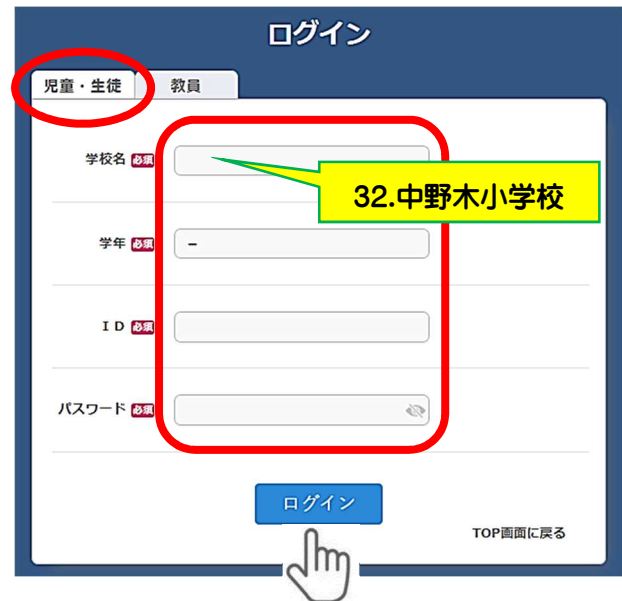 ログイン
児童・生徒
教員
学校名 必須
32.中野木小学校
学年 必須
-
ID 必須
パスワード 必須
ログイン
TOP画面に戻る